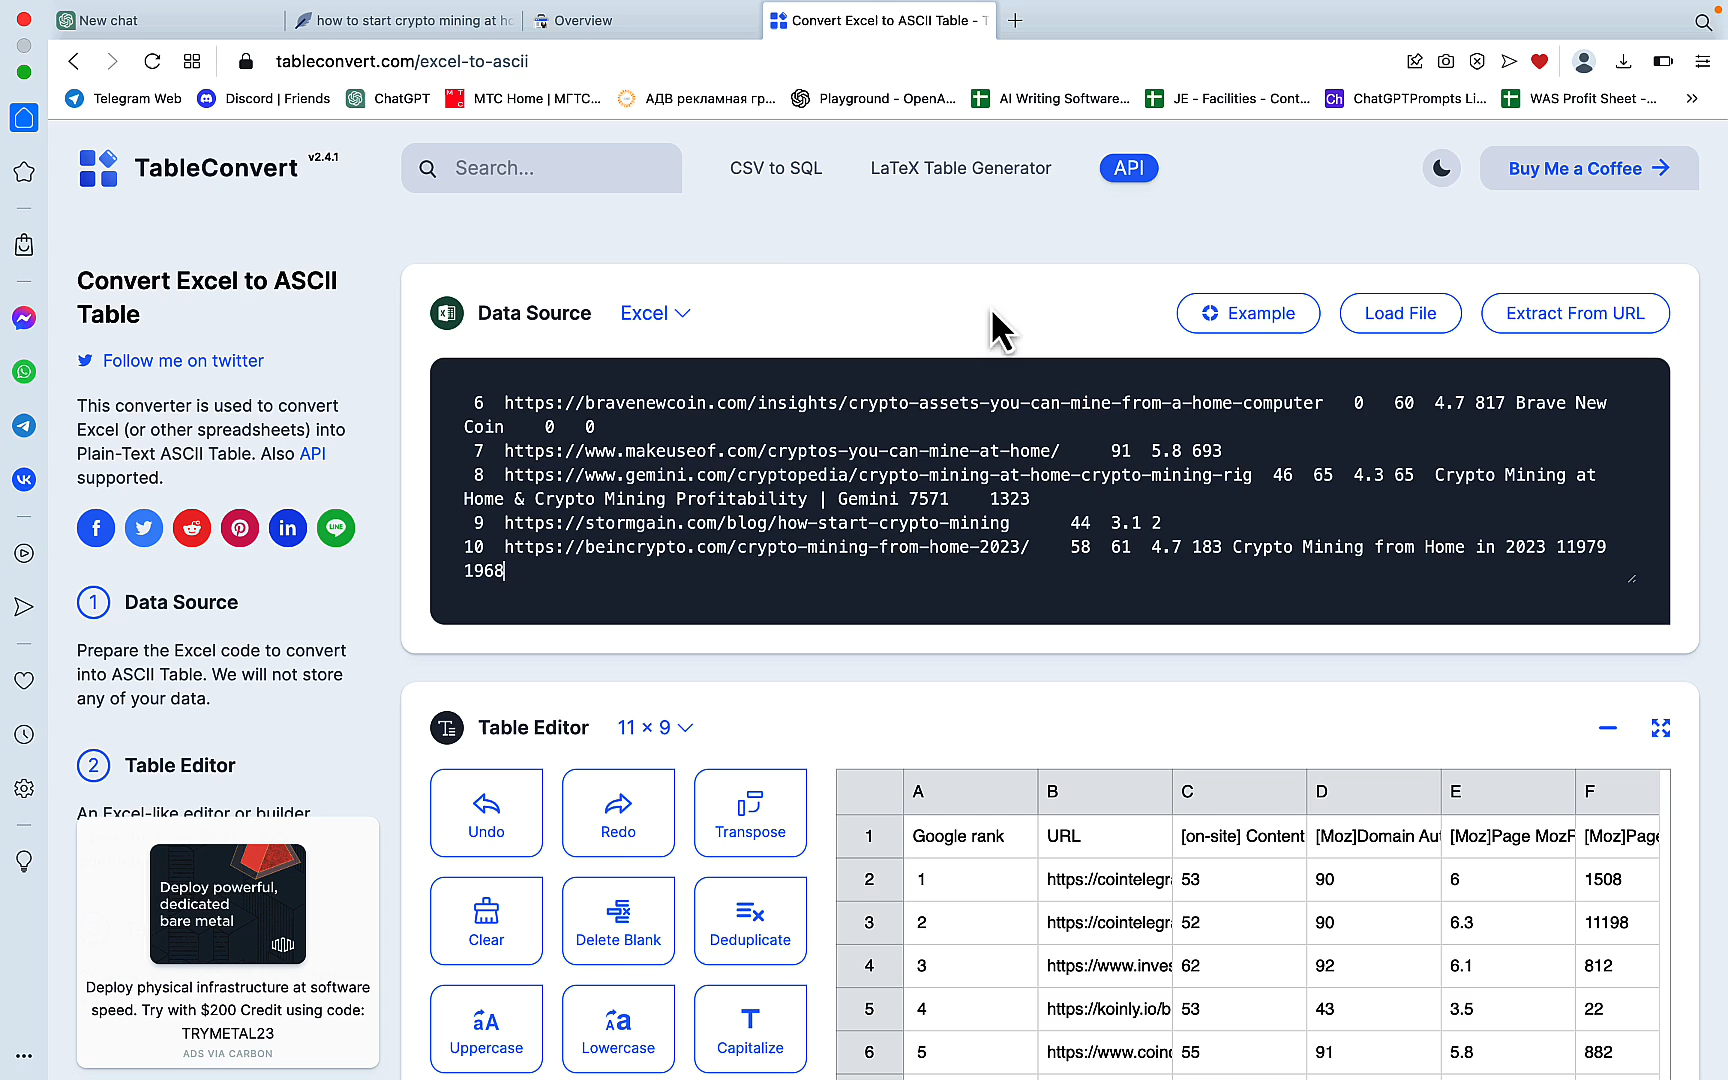 New chat
how to start crypto mining at hc
Overview
Convert Excel to ASCII Table - T
tableconvert.com/excel-to-ascii
Telegram Web
Discord | Friends
ChatGPT
МТС Home | МГТС...
АДВ рекламная гр...
Playground - OpenA...
AI Writing Software...
JE - Facilities - Cont...
Ch
ChatGPTPrompts Li...
WAS Profit Sheet -...
TableConvert v2.4.1
Search...
CSV to SQL
LaTeX Table Generator
API
Buy Me a Coffee
Convert Excel to ASCII
Table
Follow me on twitter
This converter is used to convert
Excel (or other spreadsheets) into
Plain-Text ASCII Table. Also API
supported.
LINE
1 Data Source
Prepare the Excel code to convert
into ASCII Table. We will not store
any of your data.
2 Table Editor
An Excel-like editor or builder
Deploy powerful,
dedicated
bare metal
Deploy physical infrastructure at software
speed. Try with $200 Credit using code:
TRYMETAL23
ADS VIA CARBON
Data Source Excel
Example
Load File
Extract From URL
6 https://bravenewcoin.com/insights/crypto-assets-you-can-mine-from-a-home-computer 0 60 4.7 817 Brave New
Coin 0 0
7 https://www.makeuseof.com/cryptos-you-can-mine-at-home/ 91 5.8 693
8 https://www.gemini.com/cryptopedia/crypto-mining-at-home-crypto-mining-rig 46 65 4.3 65 Crypto Mining at
Home & Crypto Mining Profitability | Gemini 7571 1323
9 https://stormgain.com/blog/how-start-crypto-mining 44 3.1 2
10 https://beincrypto.com/crypto-mining-from-home-2023/ 58 61 4.7 183 Crypto Mining from Home in 2023 11979
1968
Table Editor 11 × 9
Undo
Redo
Transpose
Clear
Delete Blank
Deduplicate
Uppercase
Lowercase
Capitalize
A B C D E F
1 Google rank URL [on-site] Content [Moz]Domain Aut [Moz]Page MozR [Moz]Page
2 1 https://cointelegra 53 90 6 1508
3 2 https://cointelegra 52 90 6.3 11198
4 3 https://www.inves 62 92 6.1 812
5 4 https://koinly.io/b 53 43 3.5 22
6 5 https://www.coind 55 91 5.8 882